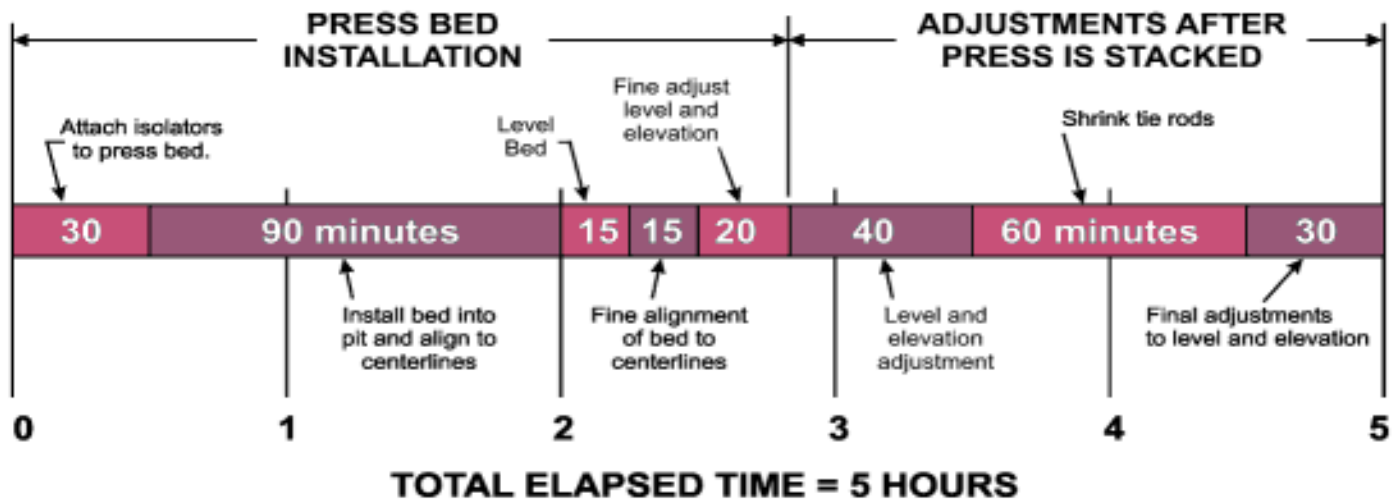 PRESS BED
INSTALLATION
ADJUSTMENTS AFTER
PRESS IS STACKED
Attach isolators
to press bed.
Level
Bed
Fine adjust
level and
elevation
Shrink tie rods
30
90 minutes
15
15
20
40
60 minutes
30
Install bed into
pit and align to
centerlines
Fine alignment
of bed to
centerlines
Level and
elevation
adjustment
Final adjustments
to level and elevation
0
1
2
3
4
5
TOTAL ELAPSED TIME = 5 HOURS